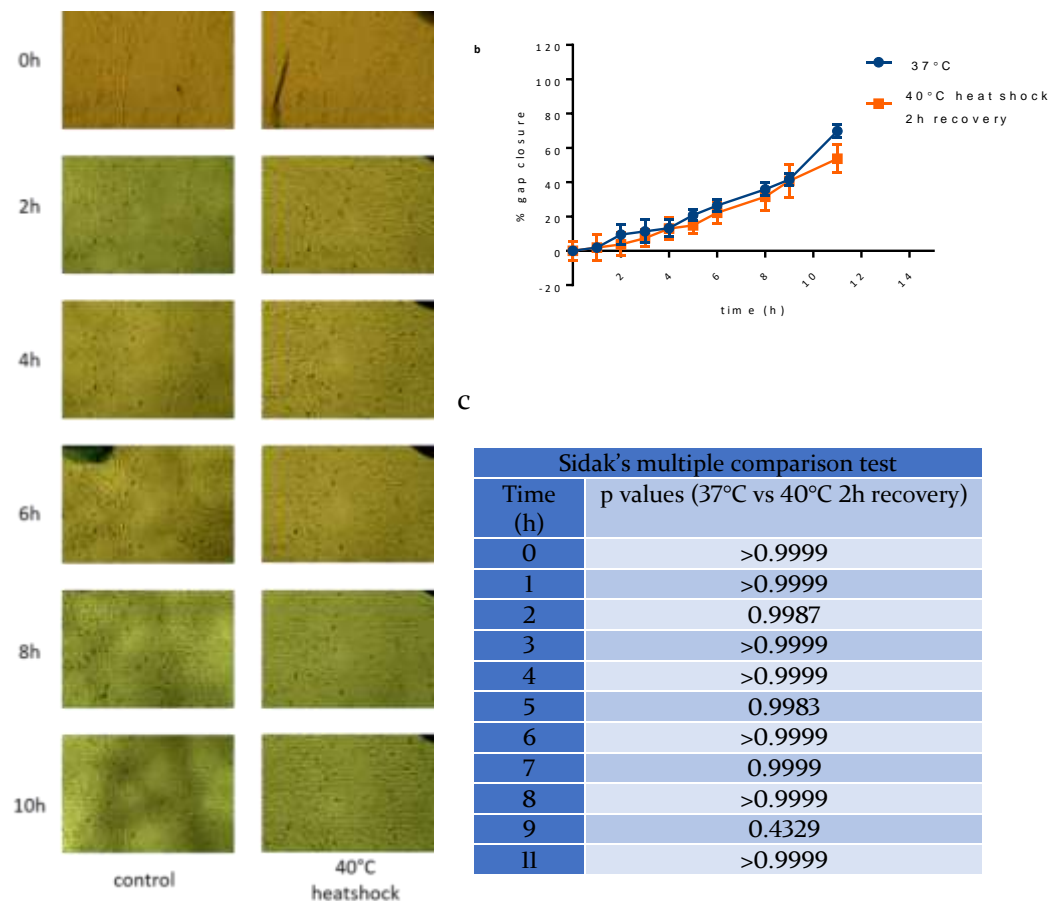 0h
2h
4h
6h
8h
10h
control
40°C
heatshock
b
120
100
80
60
40
20
0
-20
% gap closure
2
4
6
8
10
12
14
time (h)
37°C
40°C heat shock
2h recovery
c
Sidak's multiple comparison test
Time (h) p values (37°C vs 40°C 2h recovery)
0 >0.9999
1 >0.9999
2 0.9987
3 >0.9999
4 >0.9999
5 0.9983
6 >0.9999
7 0.9999
8 >0.9999
9 0.4329
11 >0.9999